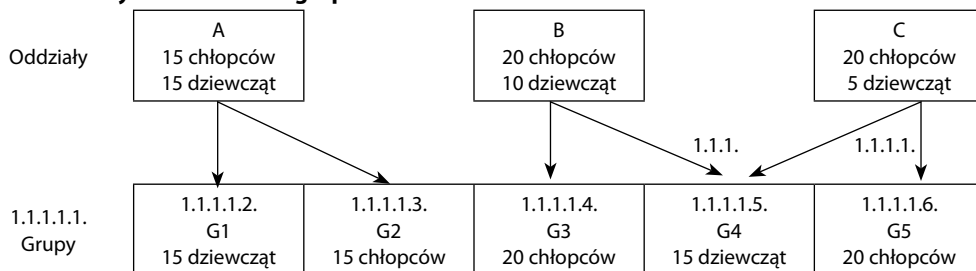 Oddziały
A
15 chłopców
15 dziewcząt
B
20 chłopców
10 dziewcząt
C
20 chłopców
5 dziewcząt
1.1.1.
1.1.1.1.
1.1.1.1.1.
Grupy
1.1.1.1.2.
G1
15 dziewcząt
1.1.1.1.3.
G2
15 chłopców
1.1.1.1.4.
G3
20 chłopców
1.1.1.1.5.
G4
15 dziewcząt
1.1.1.1.6.
G5
20 chłopców